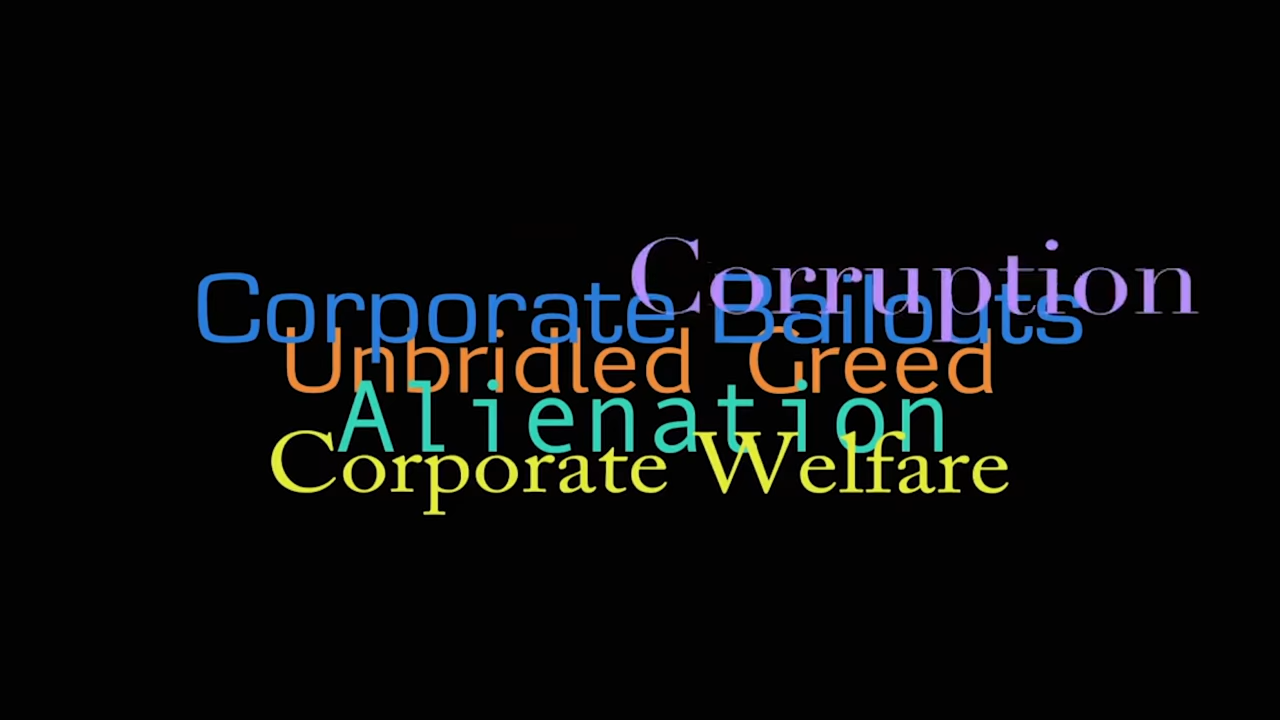 Corruption
Corporate Bailouts
Unbridled Greed
Alienation
Corporate Welfare